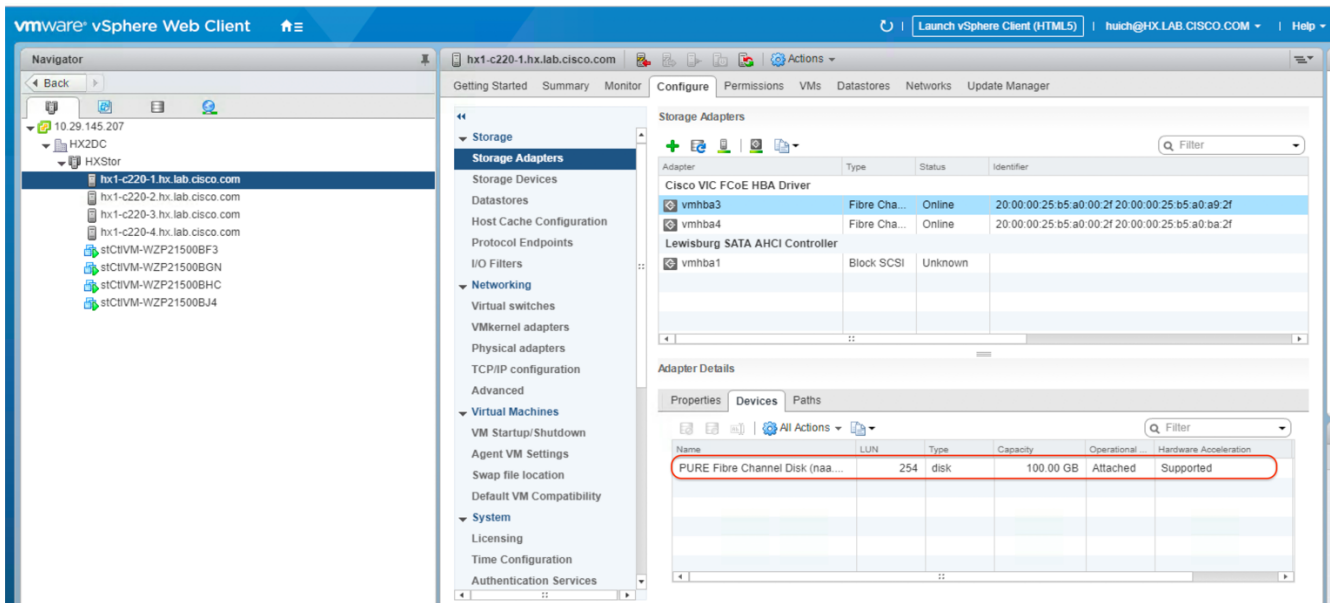 vmware® vSphere Web Client
Launch vSphere Client (HTML5)
huich@HX.LAB.CISCO.COM
Help
Navigator
Back
10.29.145.207
HX2DC
HXStor
hx1-c220-1.hx.lab.cisco.com
hx1-c220-2.hx.lab.cisco.com
hx1-c220-3.hx.lab.cisco.com
hx1-c220-4.hx.lab.cisco.com
stCtlVM-WZP21500BF3
stCtlVM-WZP21500BGN
stCtlVM-WZP21500BHC
stCtlVM-WZP21500BJ4
hx1-c220-1.hx.lab.cisco.com Actions
Getting Started Summary Monitor Configure Permissions VMs Datastores Networks Update Manager
Storage
Storage Adapters
Storage Devices
Datastores
Host Cache Configuration
Protocol Endpoints
I/O Filters
Networking
Virtual switches
VMkernel adapters
Physical adapters
TCP/IP configuration
Advanced
Virtual Machines
VM Startup/Shutdown
Agent VM Settings
Swap file location
Default VM Compatibility
System
Licensing
Time Configuration
Authentication Services
Storage Adapters
Filter
Adapter Type Status Identifier
Cisco VIC FCoE HBA Driver
vmhba3 Fibre Cha... Online 20:00:00:25:b5:a0:00:2f 20:00:00:25:b5:a0:a9:2f
vmhba4 Fibre Cha... Online 20:00:00:25:b5:a0:00:2f 20:00:00:25:b5:a0:ba:2f
Lewisburg SATA AHCI Controller
vmhba1 Block SCSI Unknown
Adapter Details
Properties Devices Paths
All Actions
Filter
Name LUN Type Capacity Operational ... Hardware Acceleration
PURE Fibre Channel Disk (naa.... 254 disk 100.00 GB Attached Supported